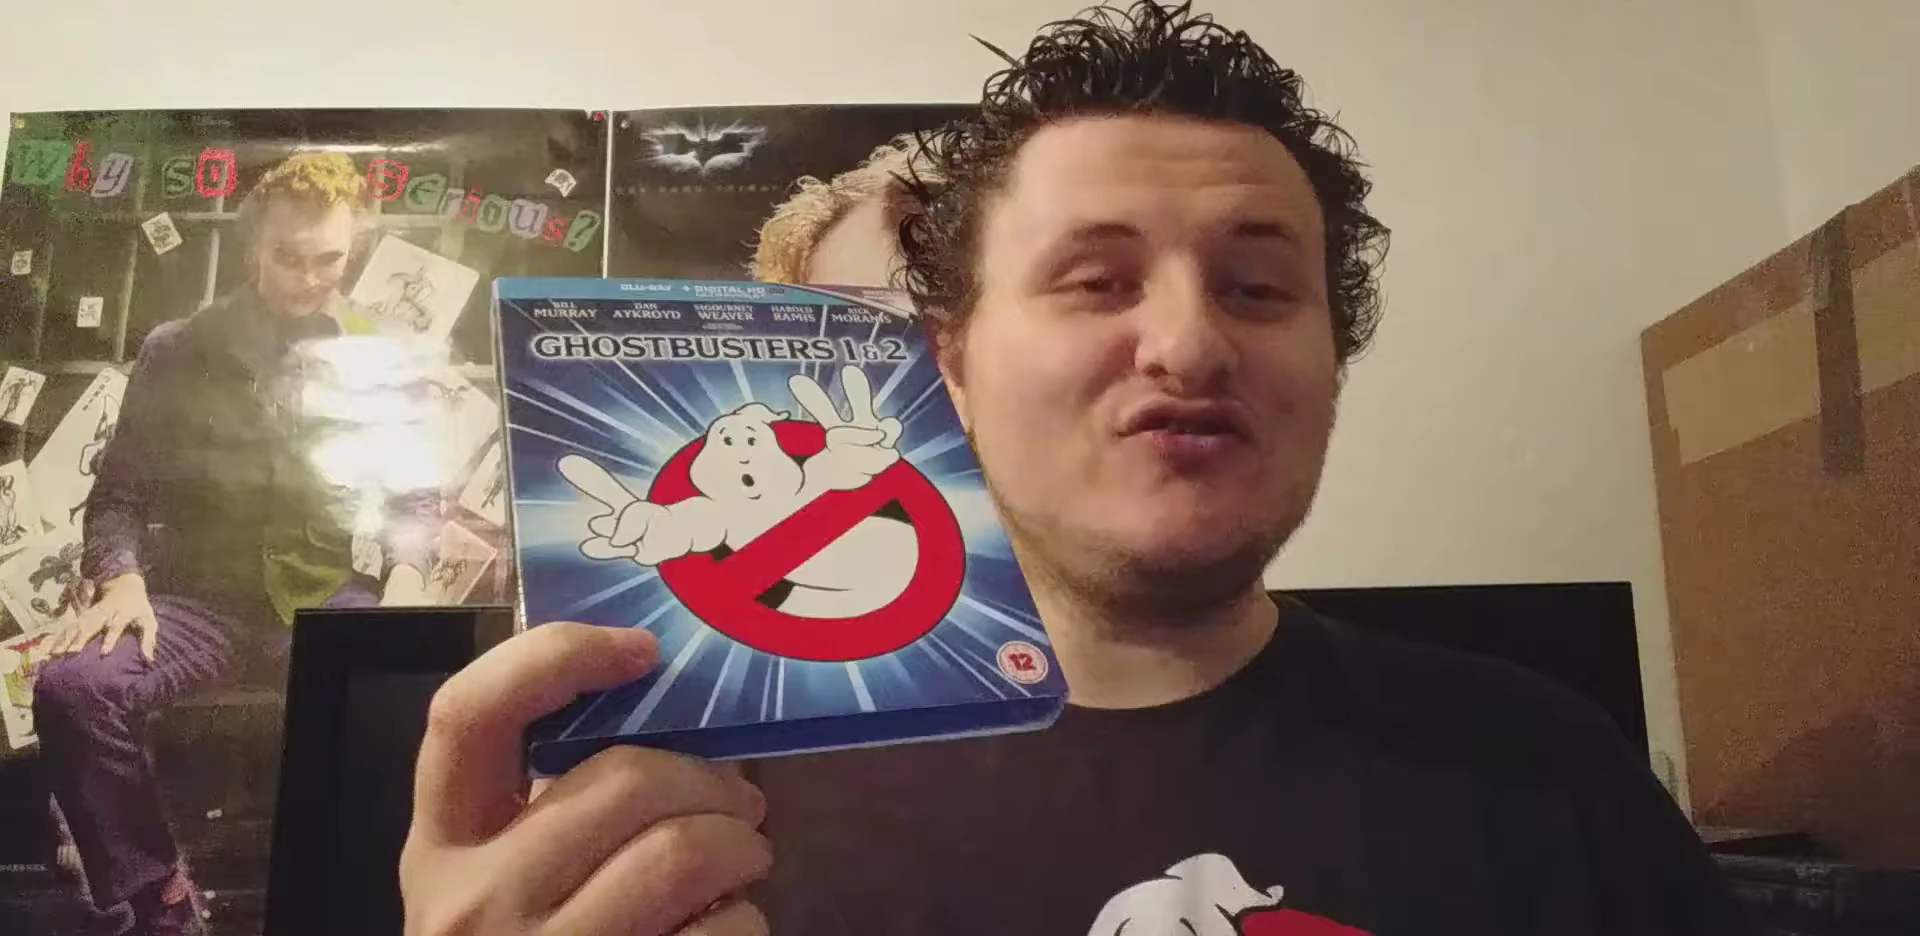 Why SO Serious?
BLU-RAY + DIGITAL HD
BILL MURRAY
DAN AYKROYD
SIGOURNEY WEAVER
HAROLD RAMIS
RICK MORANIS
GHOSTBUSTERS 1 & 2
12